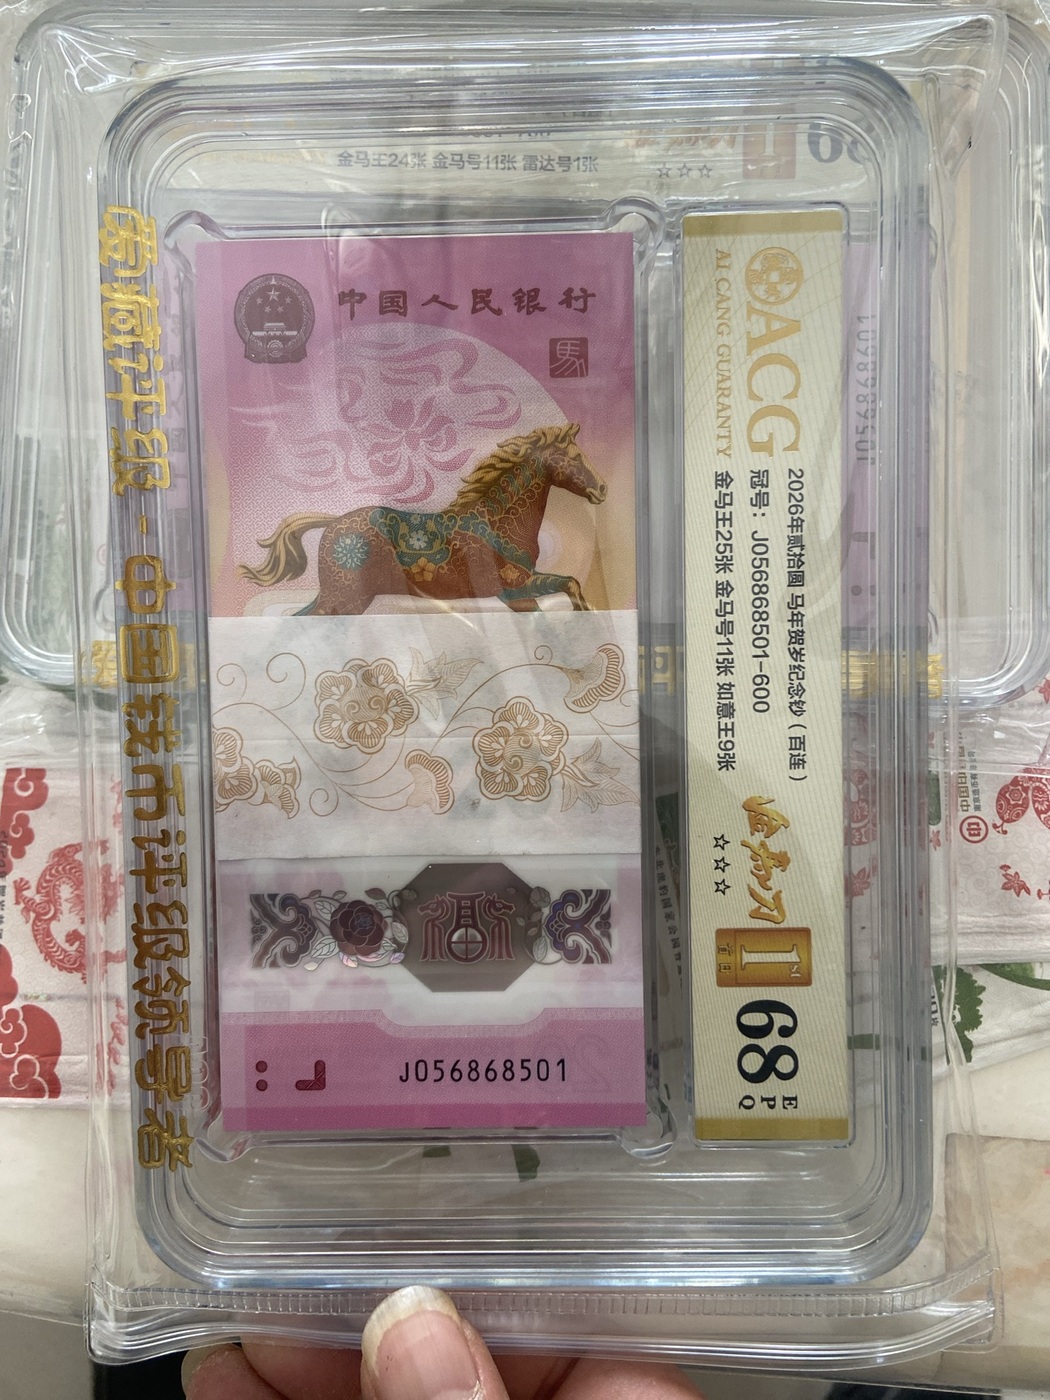 金马王24张 金马号11张 雷达号1张
☆☆☆
爱藏评级-中国钱币评级领导者
中国人民银行
馬
J056868501
ACG
AI CANG GUARANTY
2026年贰拾圆 马年贺岁纪念钞（百连）
冠号：J056868501-600
金马王25张 金马号11张 如意王9张
☆☆☆
1
68
EPQ